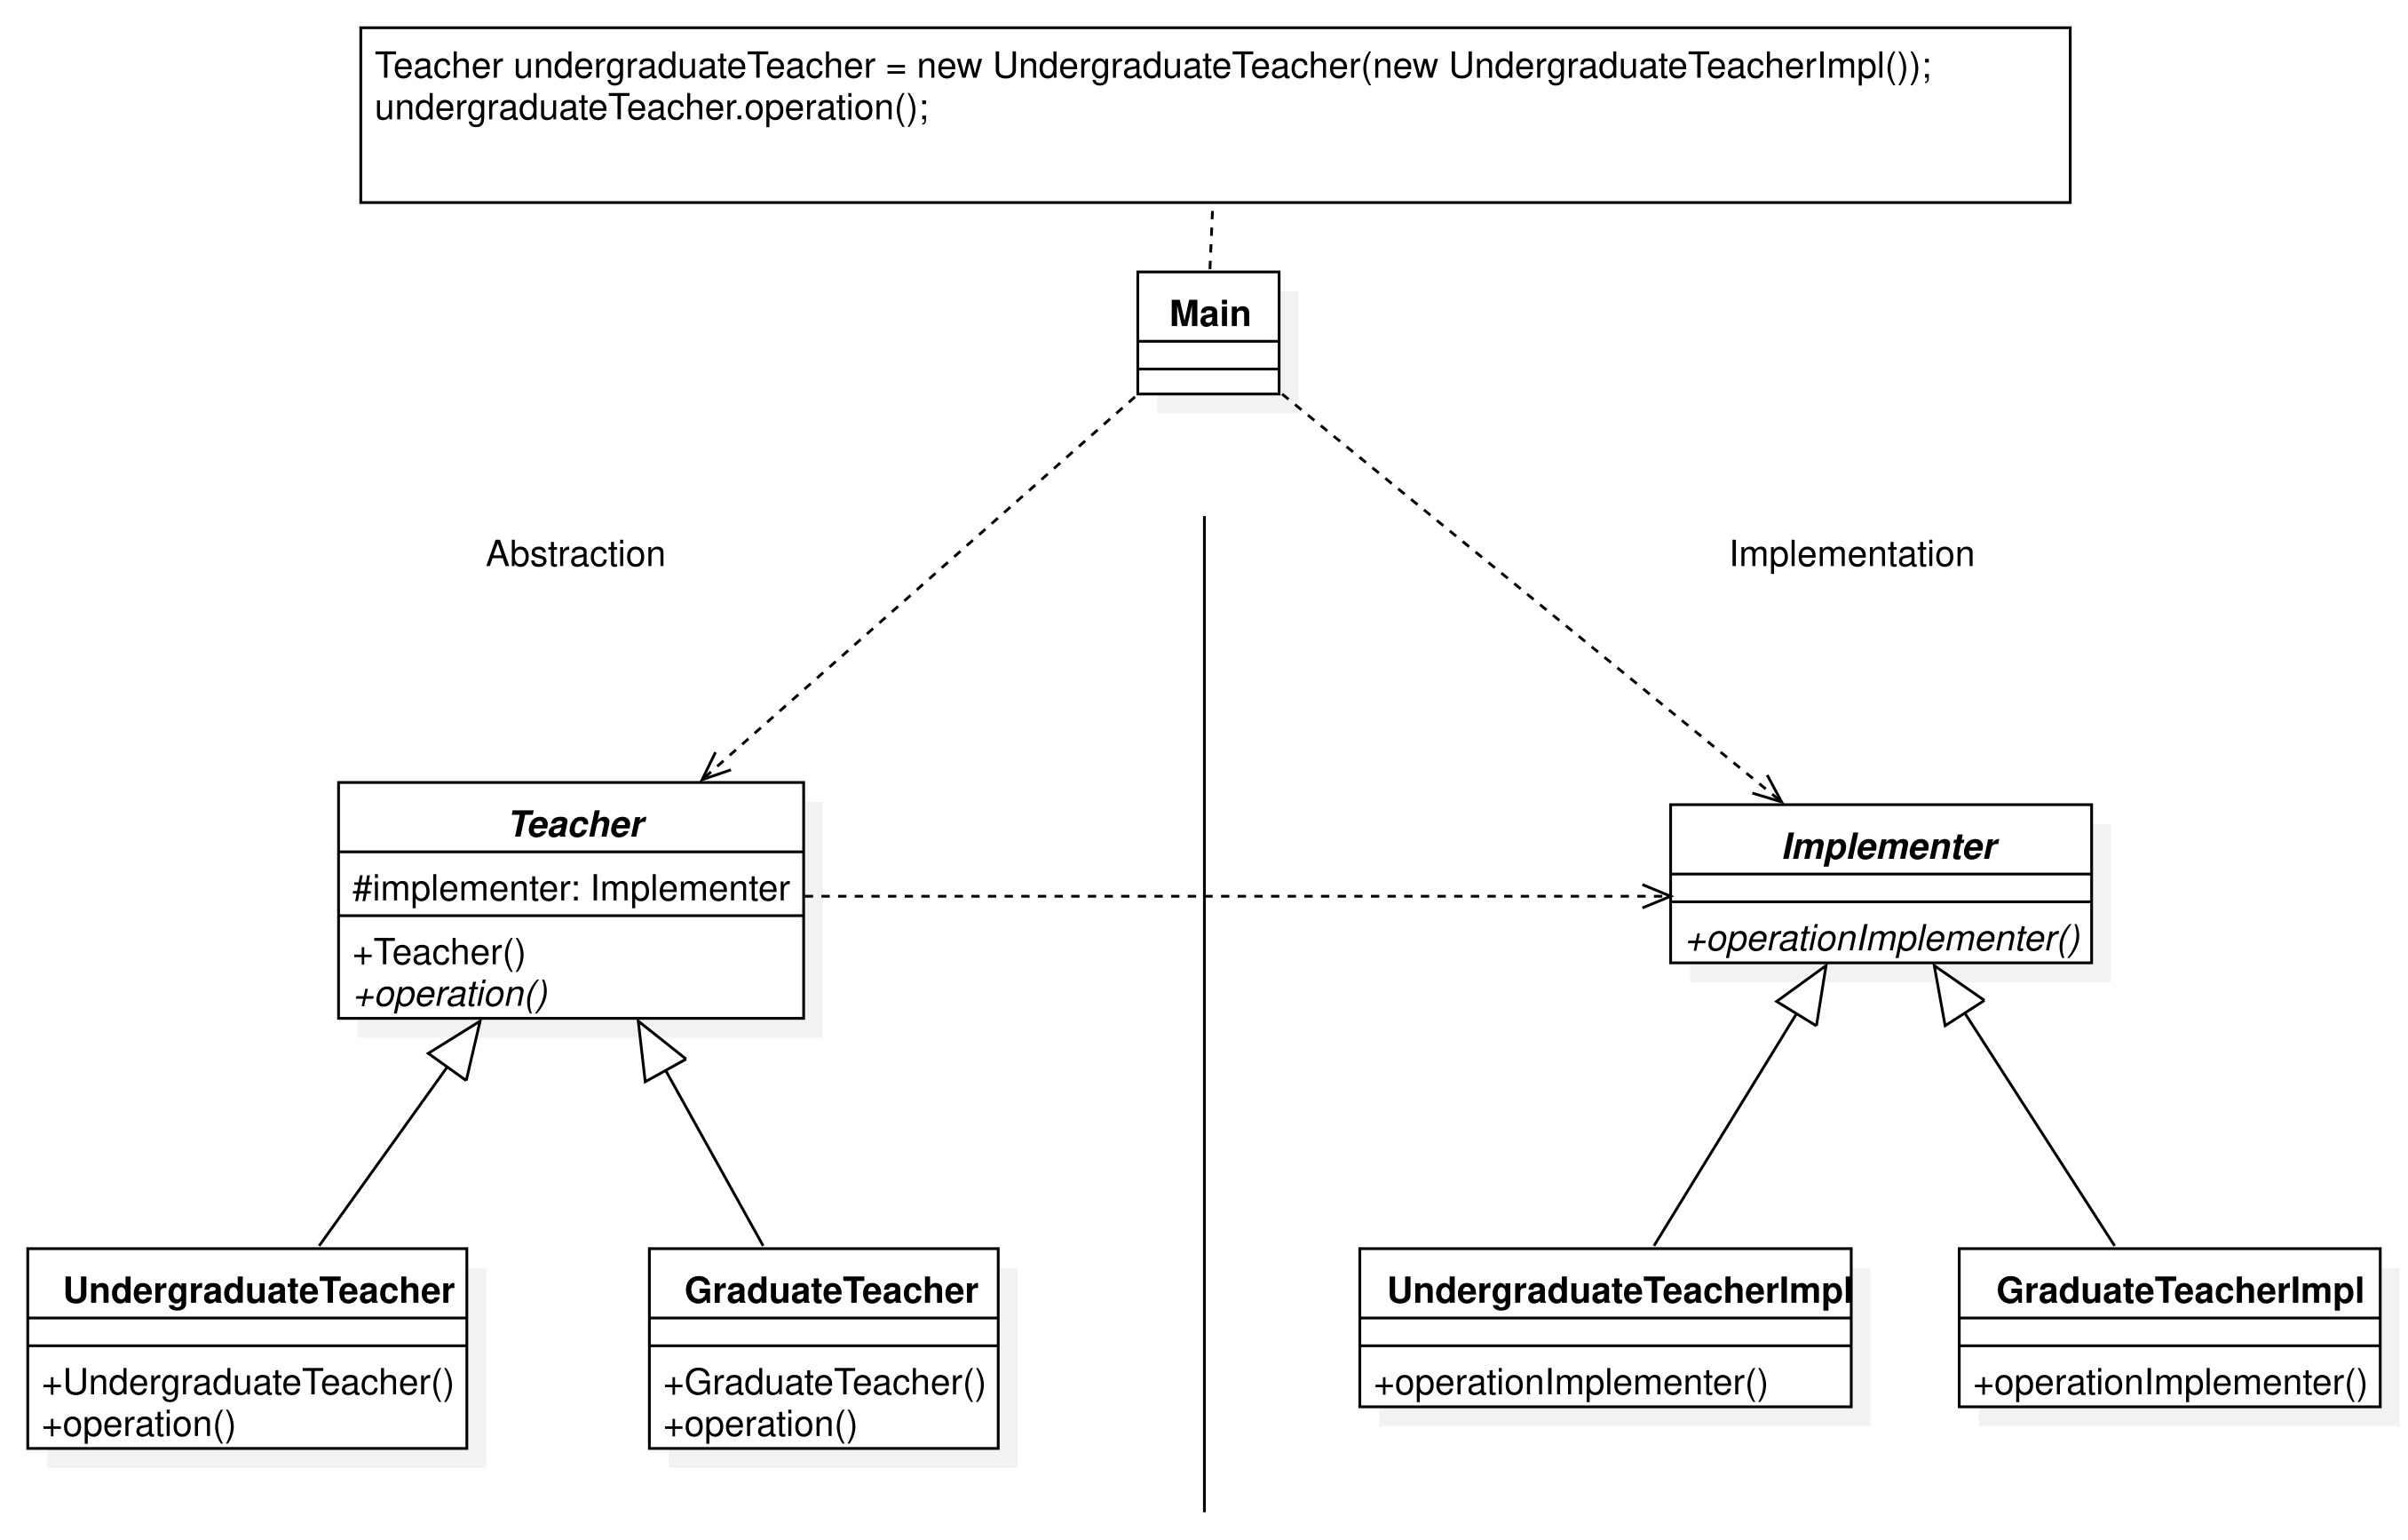 Teacher undergraduateTeacher = new UndergraduateTeacher(new UndergraduateTeacherImpl());
undergraduateTeacher.operation();
Main
Abstraction
Implementation
Teacher
#implementer: Implementer
+Teacher()
+operation()
Implementer
+operationImplementer()
UndergraduateTeacher
+UndergraduateTeacher()
+operation()
GraduateTeacher
+GraduateTeacher()
+operation()
UndergraduateTeacherImpl
+operationImplementer()
GraduateTeacherImpl
+operationImplementer()